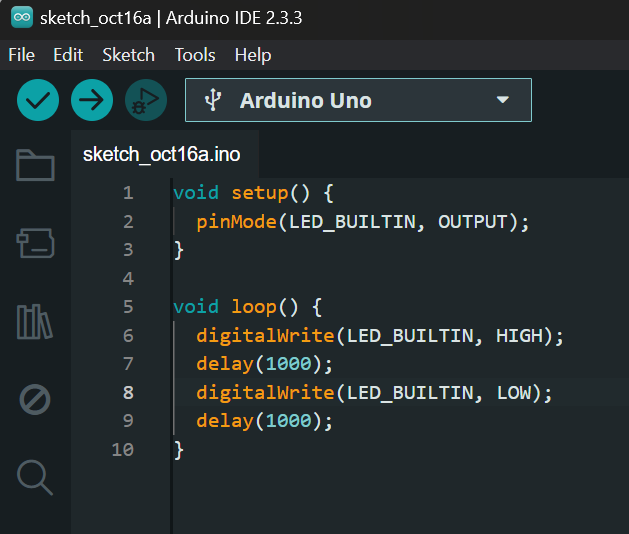 sketch_oct16a | Arduino IDE 2.3.3
File Edit Sketch Tools Help
Arduino Uno
sketch_oct16a.ino
1 void setup() {
2   pinMode(LED_BUILTIN, OUTPUT);
3 }
4
5 void loop() {
6   digitalWrite(LED_BUILTIN, HIGH);
7   delay(1000);
8   digitalWrite(LED_BUILTIN, LOW);
9   delay(1000);
10 }